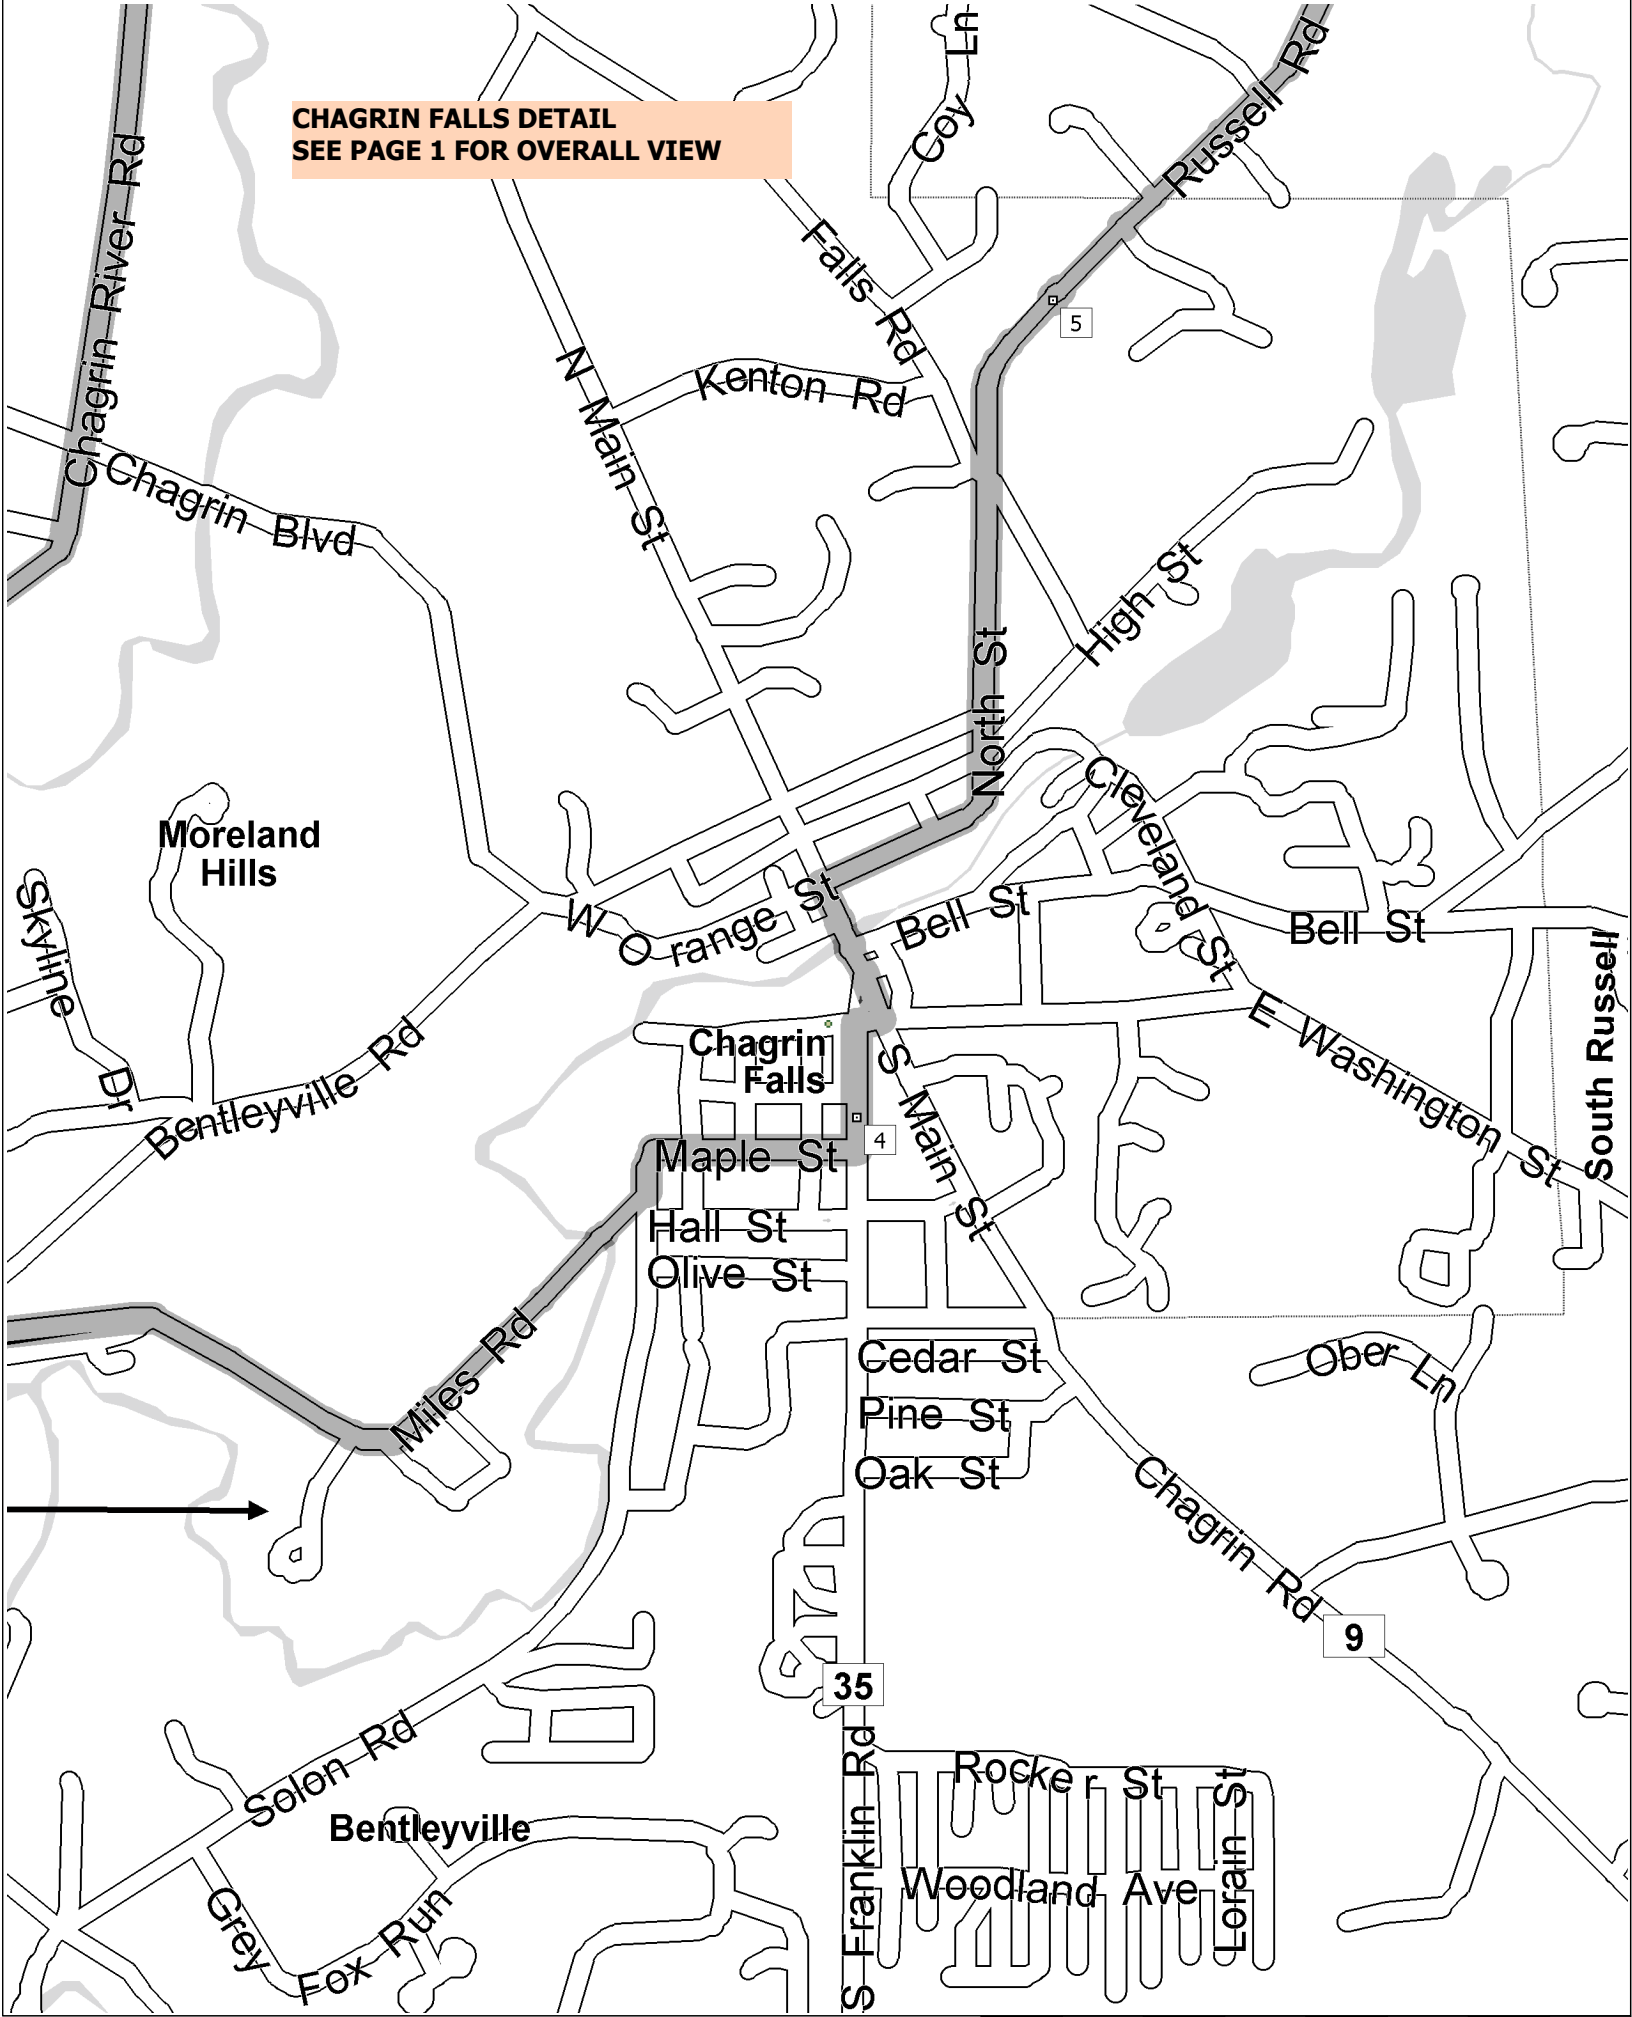 CHAGRIN FALLS DETAIL
SEE PAGE 1 FOR OVERALL VIEW
Chagrin River Rd
Coy Ln
Russell Rd
Falls Rd
5
N Main St
Kenton Rd
Chagrin Blvd
High St
North St
Cleveland St
Moreland
Hills
Skyline Dr
W Orange St
Bell St
Bell St
E Washington St
South Russell
Bentleyville Rd
Chagrin
Falls
S Main St
4
Maple St
Hall St
Olive St
Miles Rd
Cedar St
Pine St
Oak St
Ober Ln
Chagrin Rd
9
35
Solon Rd
Bentleyville
Grey Fox Run
S Franklin Rd
Rocker St
Woodland Ave
Lorain St